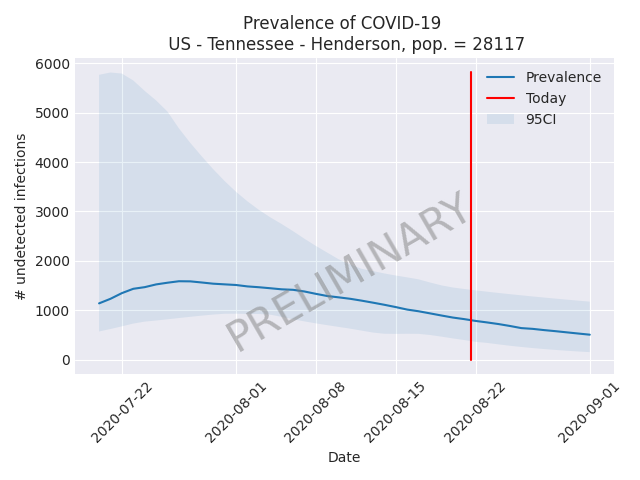 Prevalence of COVID-19
US - Tennessee - Henderson, pop. = 28117
6000
5000
4000
3000
2000
1000
0
# undetected infections
Prevalence
Today
95CI
PRELIMINARY
2020-07-22
2020-08-01
2020-08-08
2020-08-15
2020-08-22
2020-09-01
Date